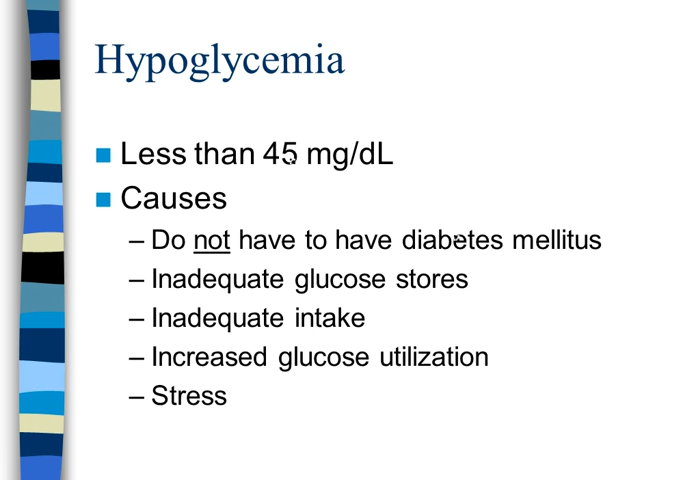 Hypoglycemia
Less than 45 mg/dL
Causes
– Do not have to have diabetes mellitus
– Inadequate glucose stores
– Inadequate intake
– Increased glucose utilization
– Stress